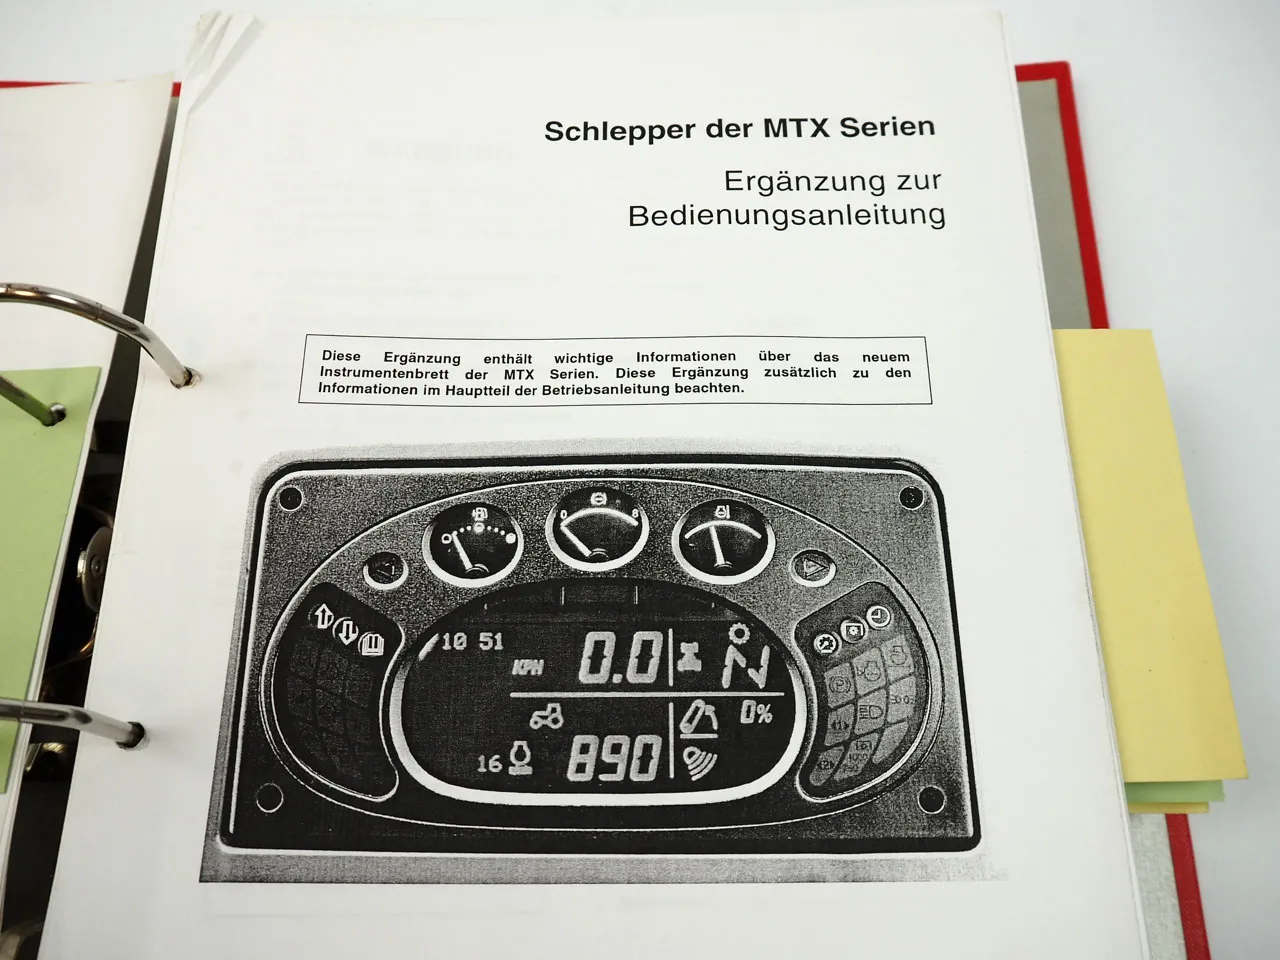 Schlepper der MTX Serien
Ergänzung zur
Bedienungsanleitung
Diese Ergänzung enthält wichtige Informationen über das neuem
Instrumentenbrett der MTX Serien. Diese Ergänzung zusätzlich zu den
Informationen im Hauptteil der Betriebsanleitung beachten.
0 8
10 51
KPH 0.0 N
0%
16 890